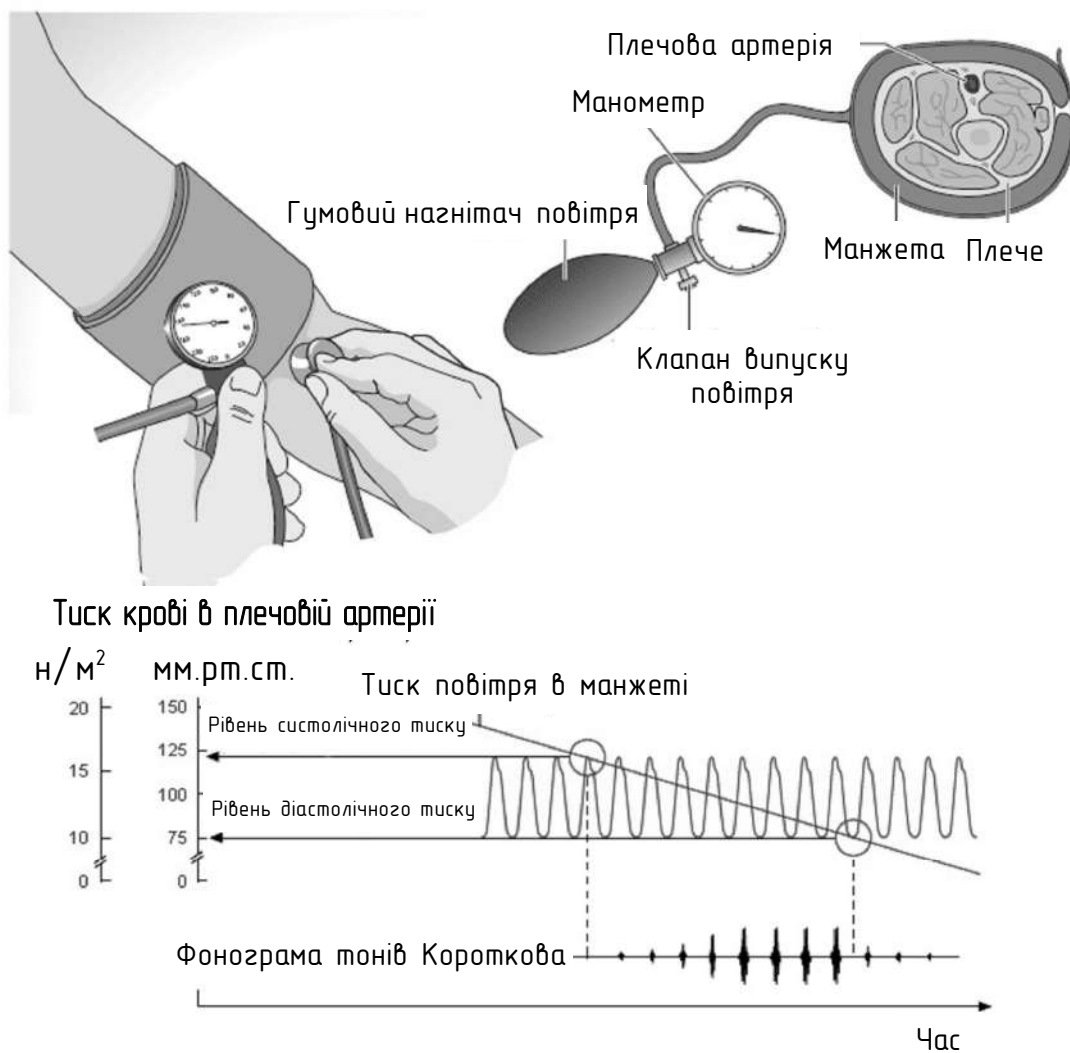 Плечова артерія
Манометр
Гумовий нагнітач повітря
Манжета Плече
Клапан випуску
повітря
Тиск крові в плечовій артерії
н/м² мм.рт.ст.
Тиск повітря в манжеті
20 150
Рівень систолічного тиску
125
15
100
Рівень діастолічного тиску
10 75
0 0
Фонограма тонів Короткова
Час